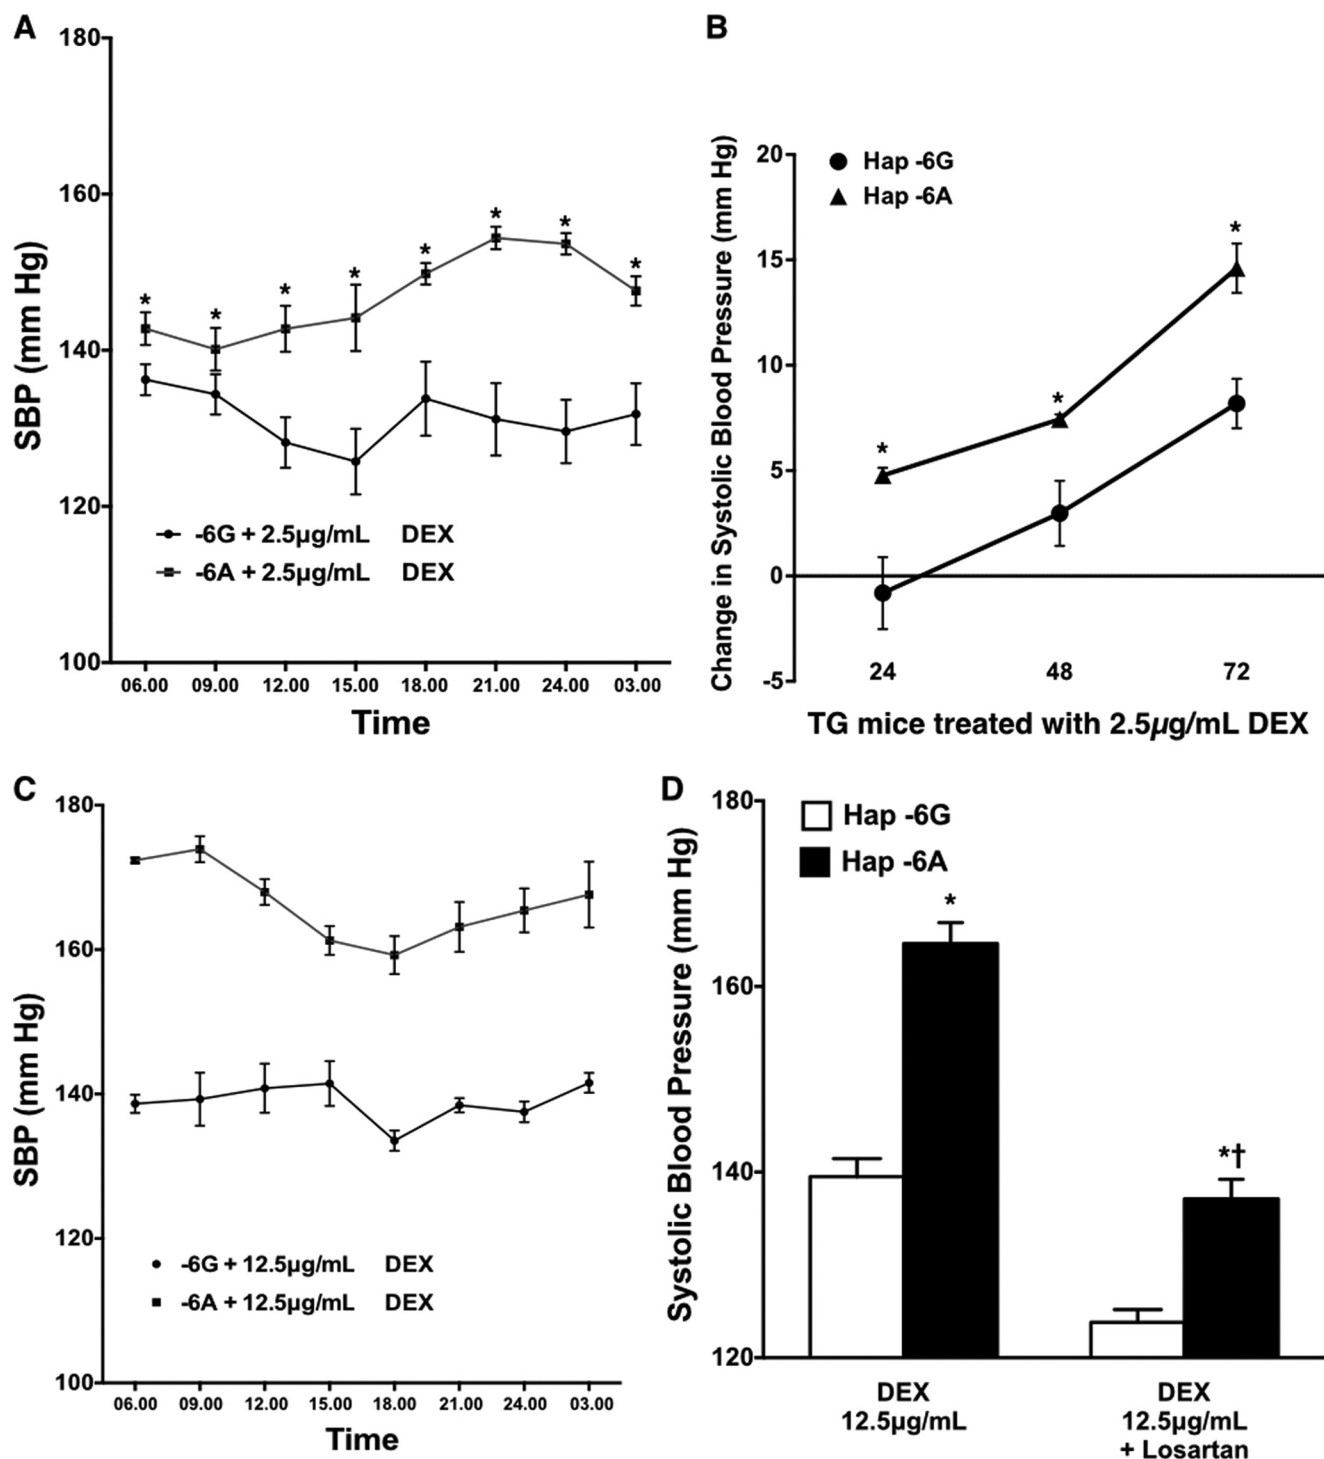 A
180
160
140
120
100
SBP (mm Hg)
* * * * * * * *
-6G + 2.5µg/mL DEX
-6A + 2.5µg/mL DEX
06.00 09.00 12.00 15.00 18.00 21.00 24.00 03.00
Time
B
20
15
10
5
0
-5
Change in Systolic Blood Pressure (mm Hg)
Hap -6G
Hap -6A
* * *
24 48 72
TG mice treated with 2.5µg/mL DEX
C
180
160
140
120
100
SBP (mm Hg)
-6G + 12.5µg/mL DEX
-6A + 12.5µg/mL DEX
06.00 09.00 12.00 15.00 18.00 21.00 24.00 03.00
Time
D
180
160
140
120
Systolic Blood Pressure (mm Hg)
Hap -6G
Hap -6A
*
*†
DEX
12.5µg/mL
DEX
12.5µg/mL
+ Losartan